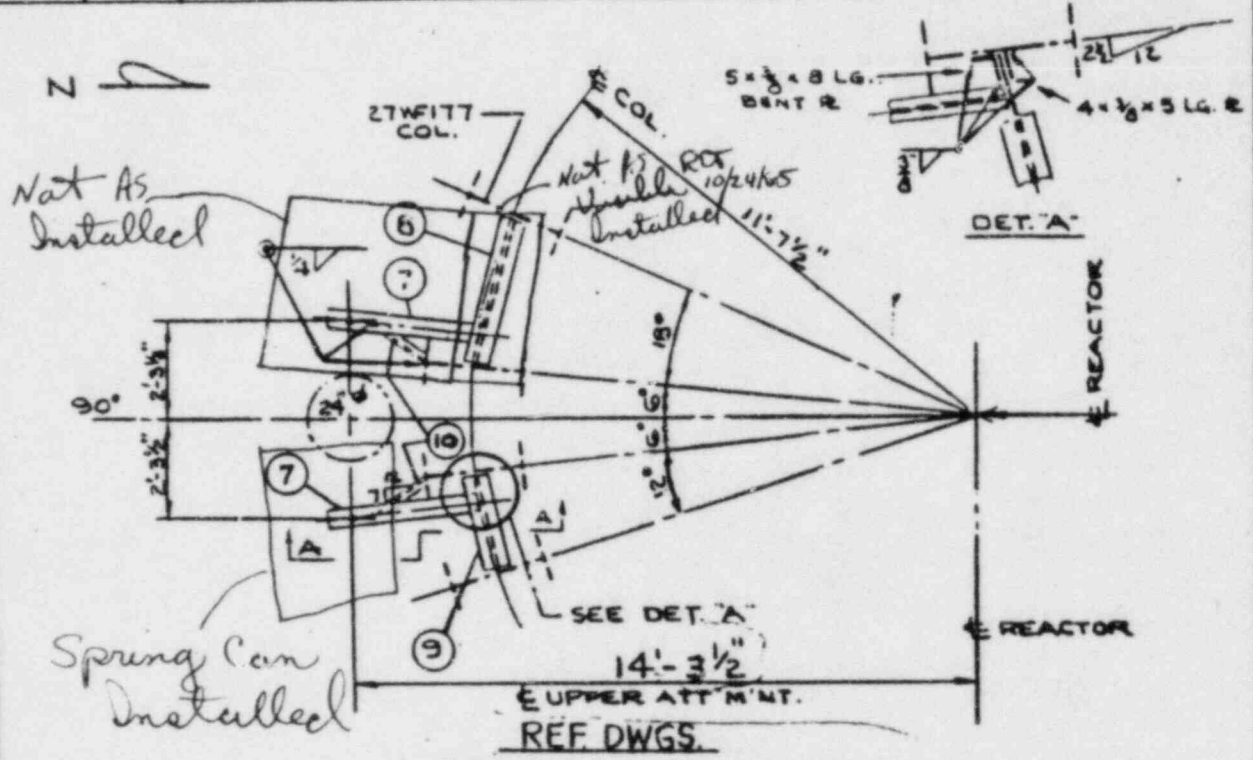 N
27WF177
COL.
℄ COL.
5 x 3/8 x 8 LG.
BENT ℞
2½
12
4 x 3/8 x 5 LG. ℞
DET. "A"
Not As
Installed
Not As
Installed
RDF
10/24/65
11'-7½"
8
7
2'-3½"
2'-3½"
90°
18°
6°
6°
12°
10
7
A
A
9
SEE DET. "A"
℄ REACTOR
℄ REACTOR
14'-3½"
℄ UPPER ATT'M'NT.
Spring Can
Installed
REF. DWGS.